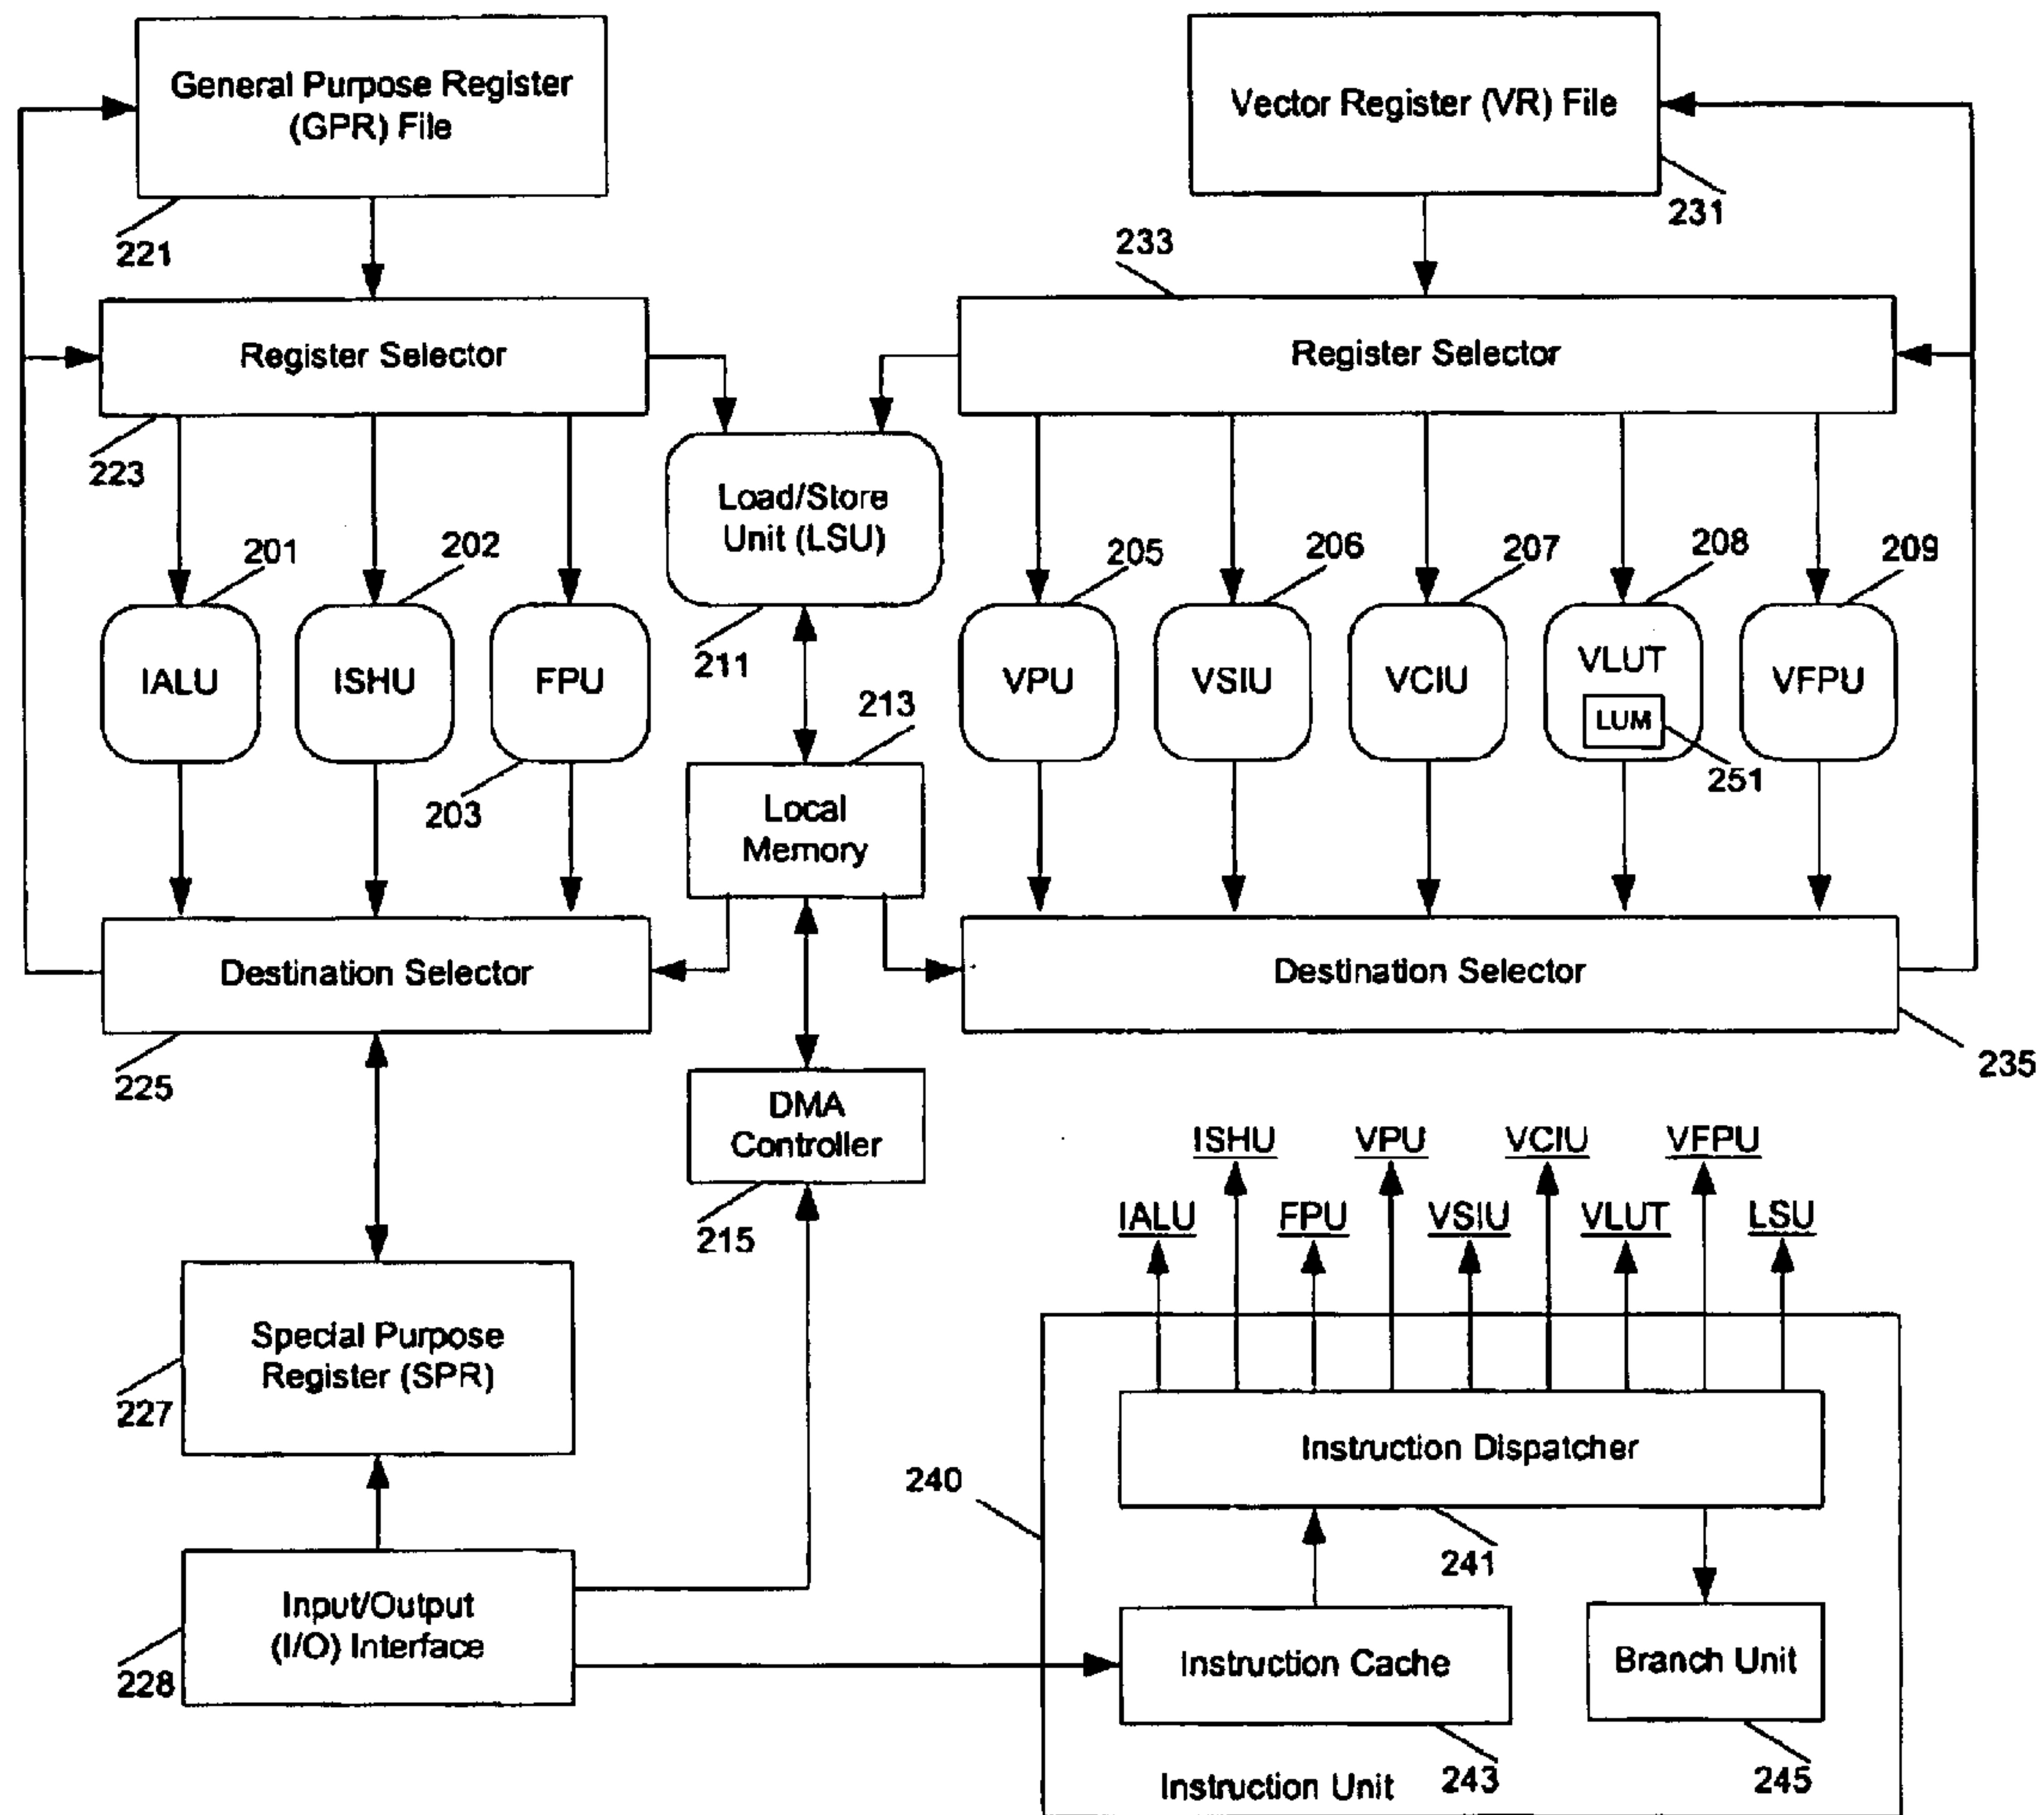 General Purpose Register
(GPR) File
221
Vector Register (VR) File
231
233
Register Selector
223
Register Selector
Load/Store
Unit (LSU)
211
201
202
203
205
206
207
208
209
IALU
ISHU
FPU
VPU
VSIU
VCIU
VLUT
LUM
251
VFPU
213
Local
Memory
Destination Selector
225
Destination Selector
235
DMA
Controller
215
Special Purpose
Register (SPR)
227
Input/Output
(I/O) Interface
228
ISHU
VPU
VCIU
VFPU
IALU
FPU
VSIU
VLUT
LSU
240
Instruction Dispatcher
241
Instruction Cache
243
Branch Unit
245
Instruction Unit